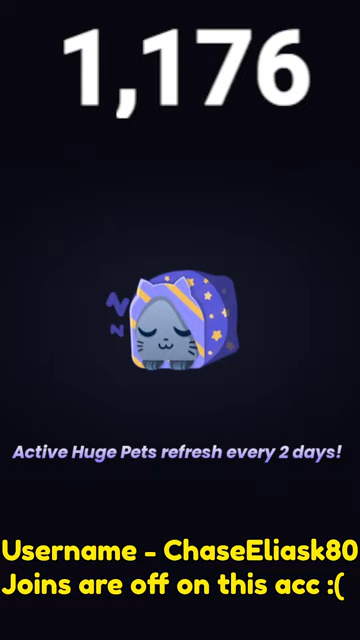 1,176
Active Huge Pets refresh every 2 days!
Username - ChaseEliask80
Joins are off on this acc :(